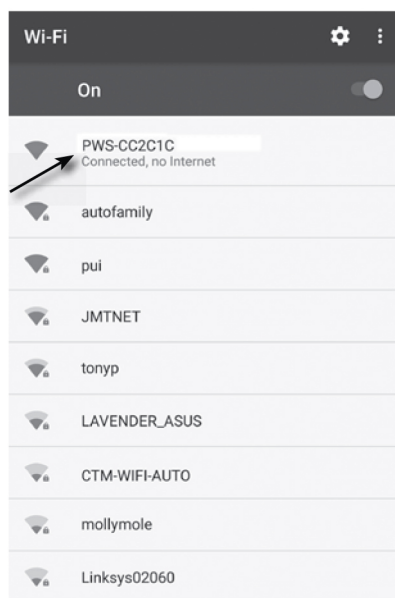 Wi-Fi
On
PWS-CC2C1C
Connected, no Internet
autofamily
pui
JMTNET
tonyp
LAVENDER_ASUS
CTM-WIFI-AUTO
mollymole
Linksys02060